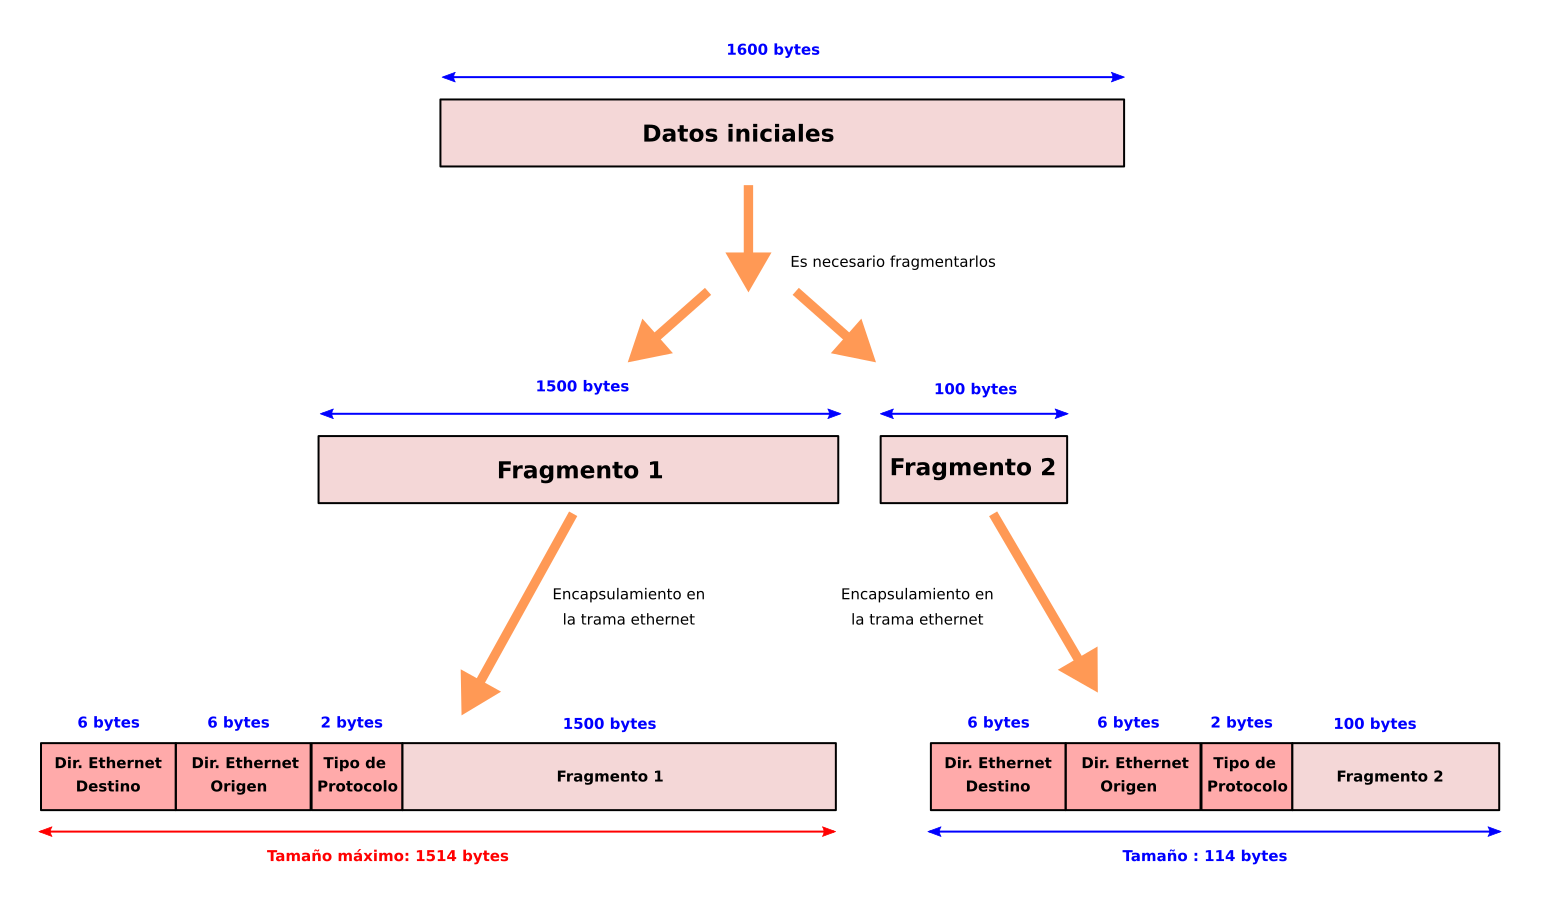 1600 bytes
Datos iniciales
Es necesario fragmentarlos
1500 bytes
100 bytes
Fragmento 1
Fragmento 2
Encapsulamiento en
la trama ethernet
Encapsulamiento en
la trama ethernet
6 bytes
6 bytes
2 bytes
1500 bytes
Dir. Ethernet
Destino
Dir. Ethernet
Origen
Tipo de
Protocolo
Fragmento 1
Tamaño máximo: 1514 bytes
6 bytes
6 bytes
2 bytes
100 bytes
Dir. Ethernet
Destino
Dir. Ethernet
Origen
Tipo de
Protocolo
Fragmento 2
Tamaño : 114 bytes